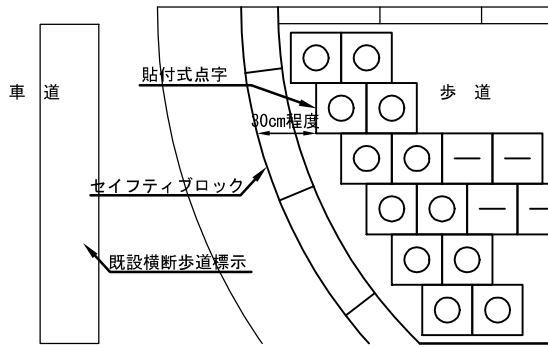 貼付式点字
車 道
歩 道
30cm程度
セイフティブロック
既設横断歩道標示